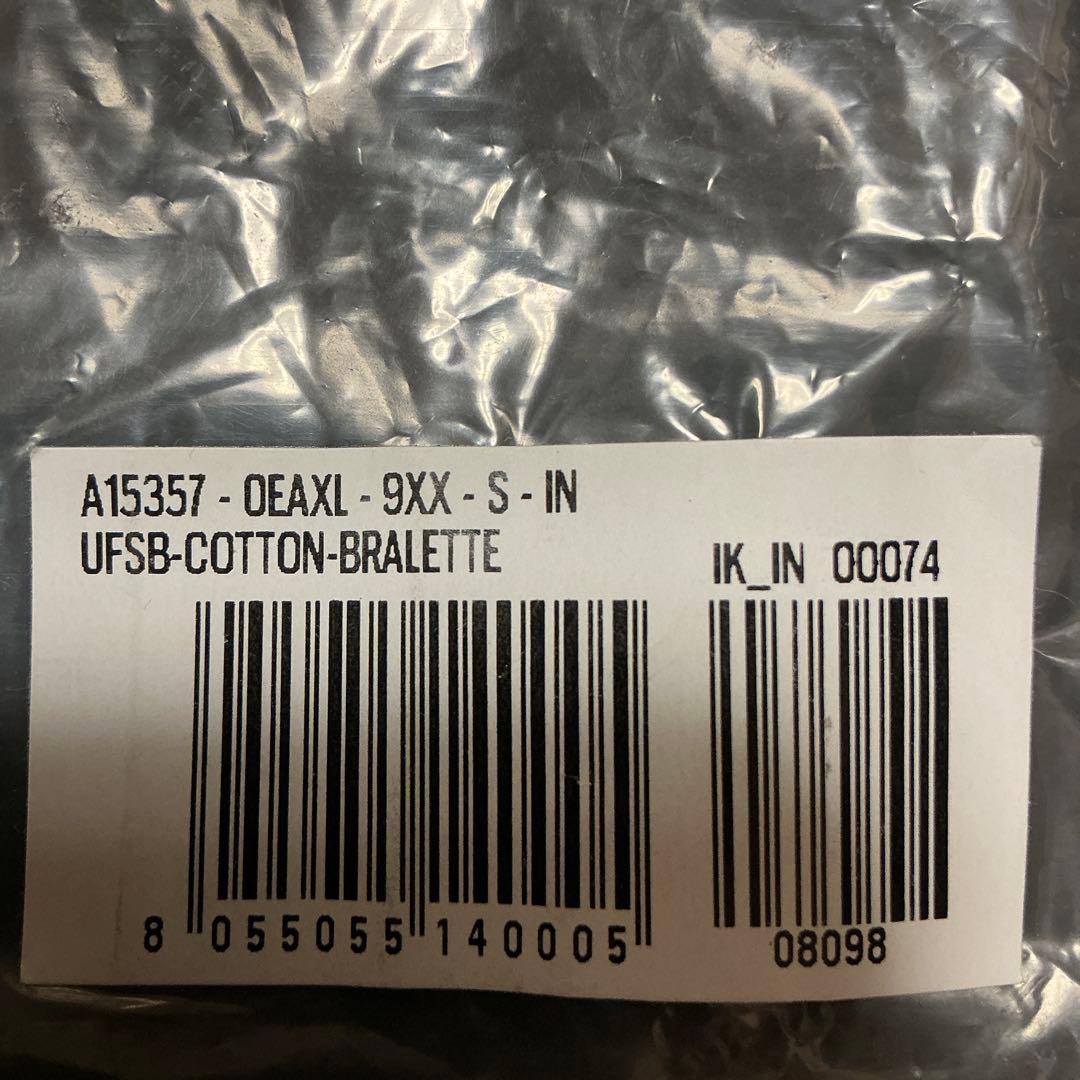 A15357 - 0EAXL - 9XX - S - IN
UFSB-COTTON-BRALETTE
IK_IN 00074
8 055055 140005
08098